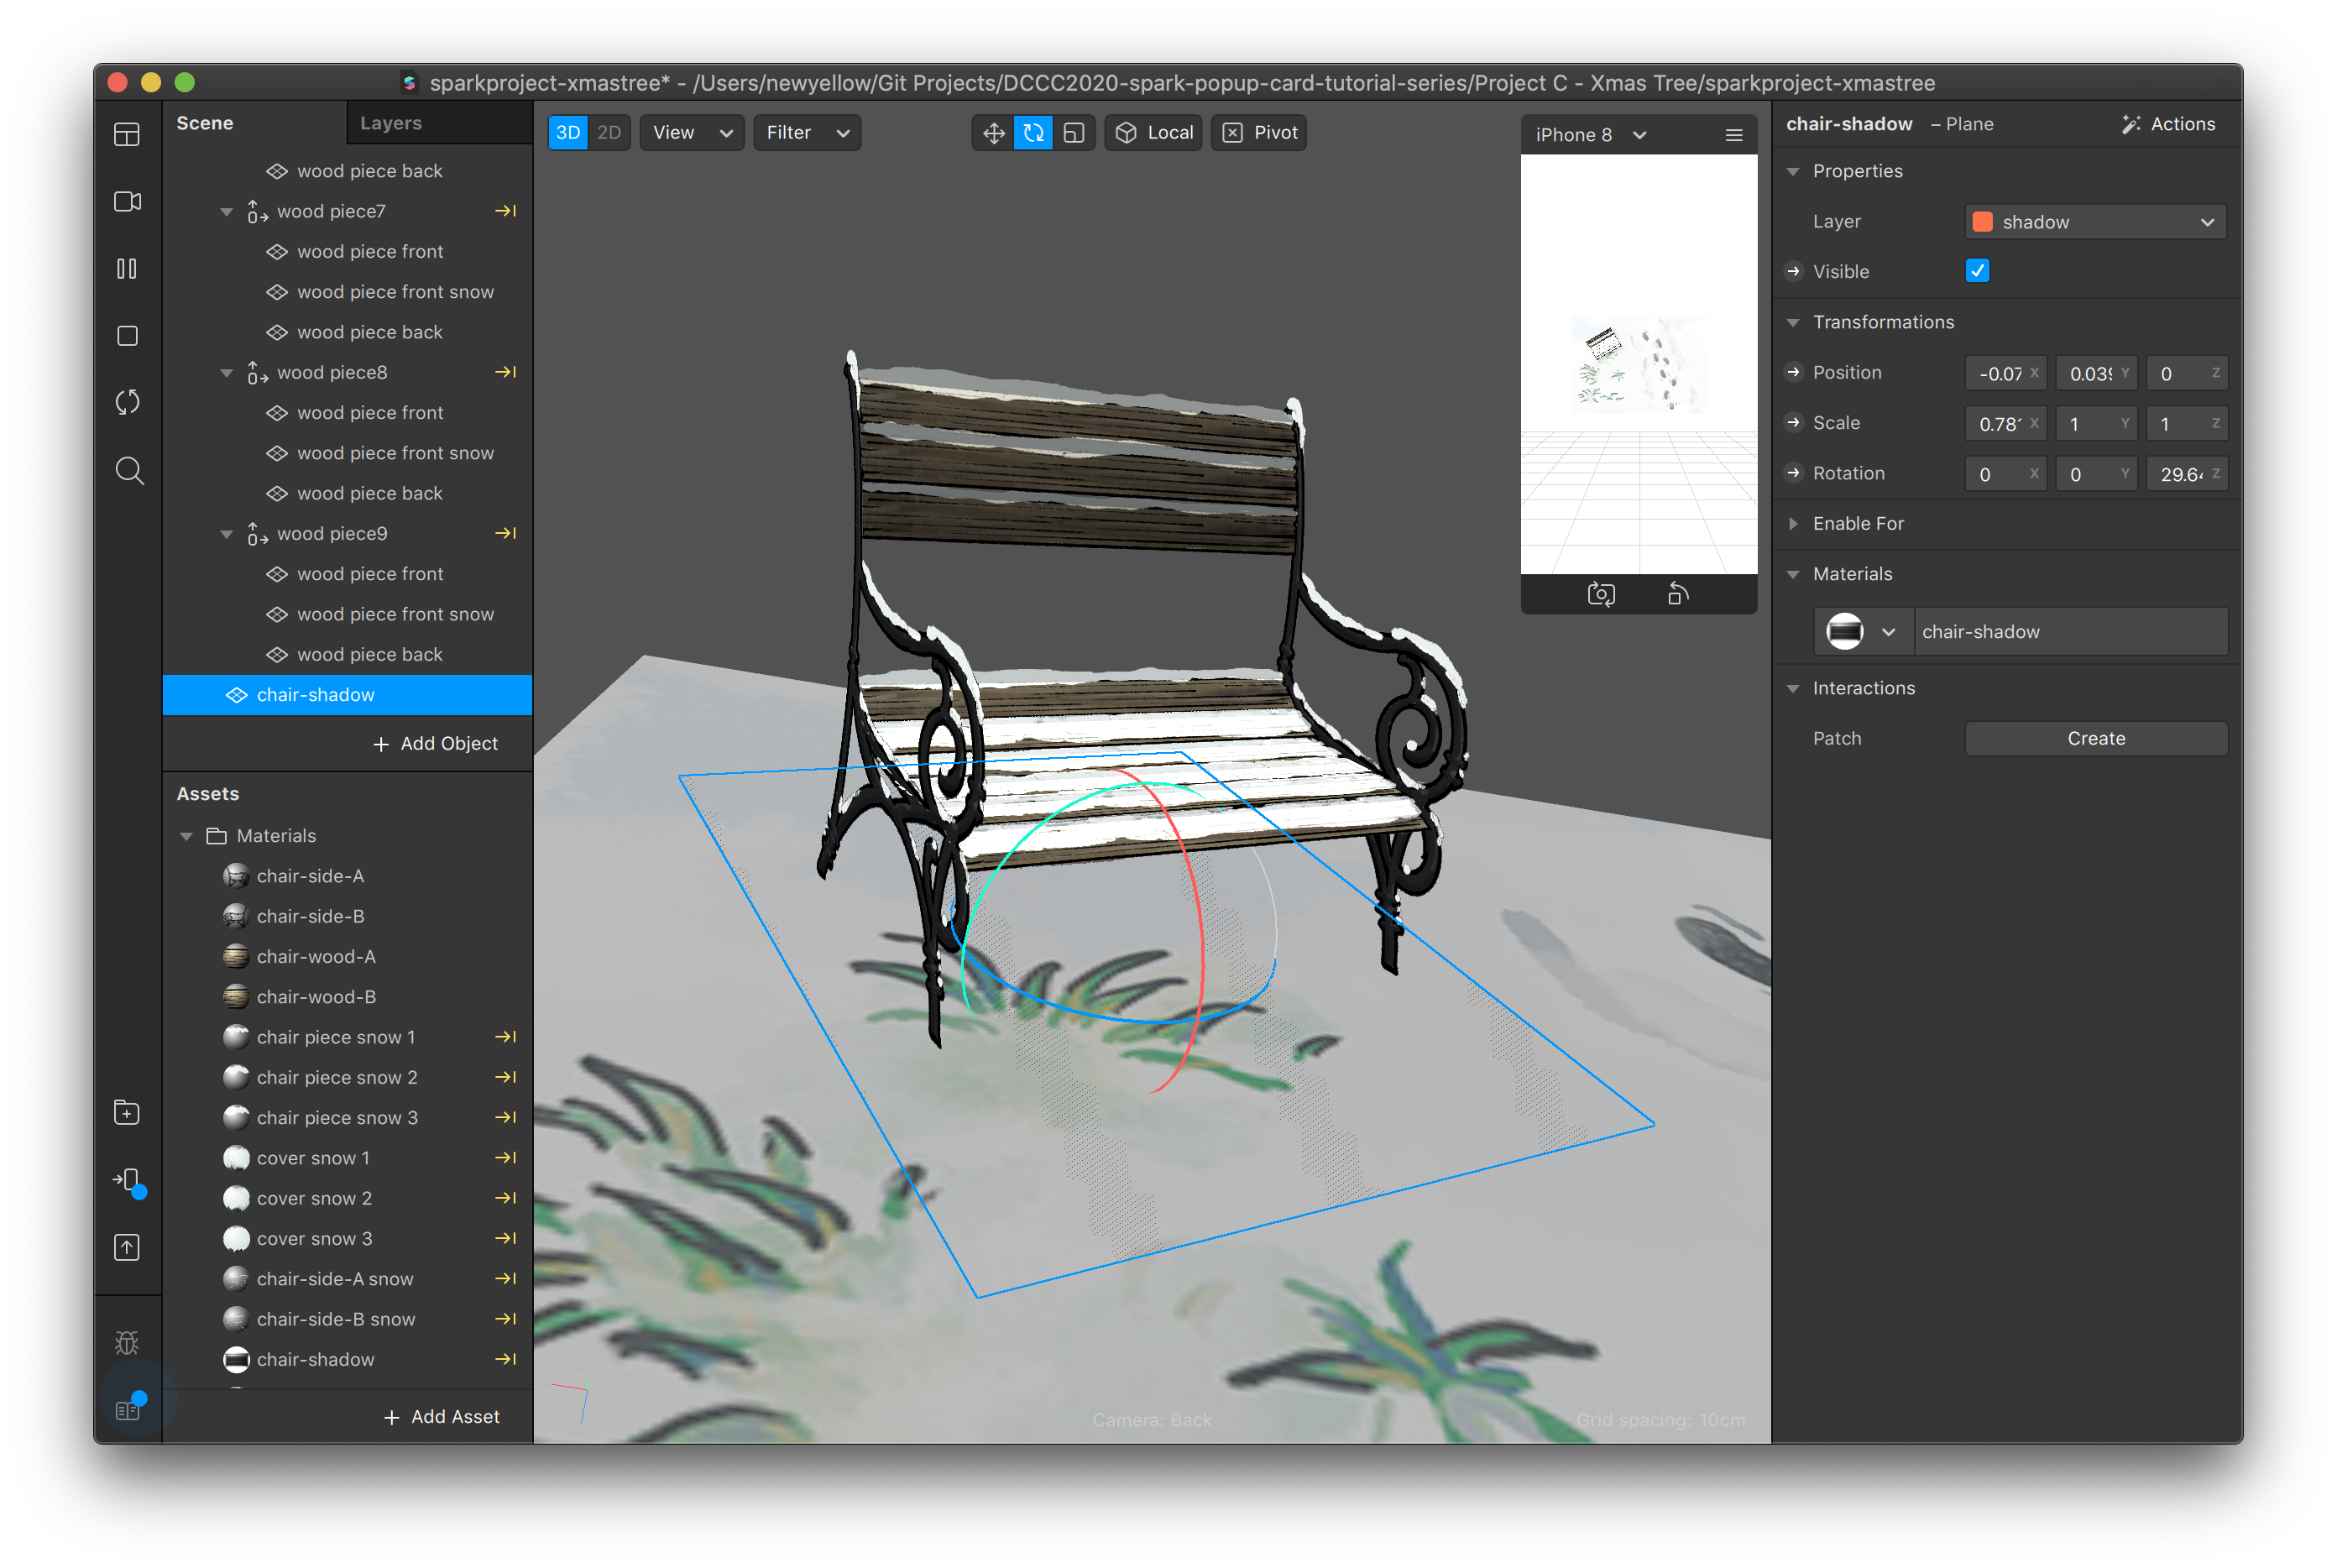 sparkproject-xmastree* - /Users/newyellow/Git Projects/DCCC2020-spark-popup-card-tutorial-series/Project C - Xmas Tree/sparkproject-xmastree
Scene
Layers
wood piece back
wood piece7
wood piece front
wood piece front snow
wood piece back
wood piece8
wood piece front
wood piece front snow
wood piece back
wood piece9
wood piece front
wood piece front snow
wood piece back
chair-shadow
+ Add Object
Assets
Materials
chair-side-A
chair-side-B
chair-wood-A
chair-wood-B
chair piece snow 1
chair piece snow 2
chair piece snow 3
cover snow 1
cover snow 2
cover snow 3
chair-side-A snow
chair-side-B snow
chair-shadow
+ Add Asset
3D 2D View Filter Local Pivot
iPhone 8
Camera: Back
Grid spacing: 10cm
chair-shadow – Plane Actions
Properties
Layer shadow
Visible
Transformations
Position -0.07 X 0.039 Y 0 Z
Scale 0.78 X 1 Y 1 Z
Rotation 0 X 0 Y 29.6 Z
Enable For
Materials
chair-shadow
Interactions
Patch Create